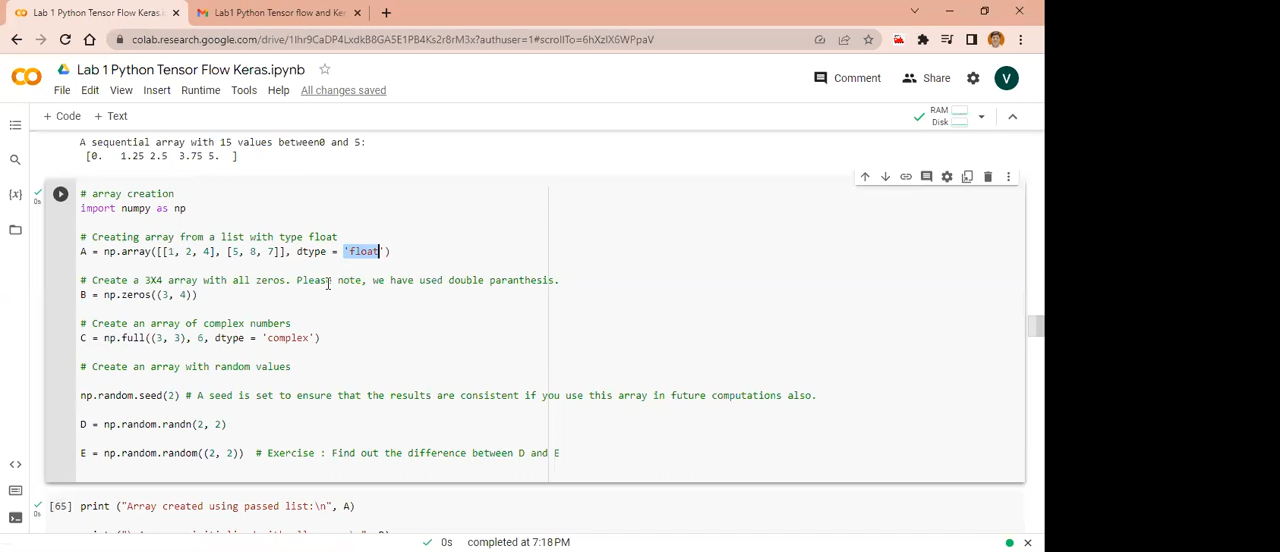 Lab 1 Python Tensor Flow Keras.ip
Lab1 Python Tensor flow and Ker
colab.research.google.com/drive/1Ihr9CaDP4LxdkB8GA5E1PB4Ks2r8rM3x?authuser=1#scrollTo=6hXzIX6WPpaV
Lab 1 Python Tensor Flow Keras.ipynb
Comment
Share
V
File Edit View Insert Runtime Tools Help All changes saved
+ Code + Text
RAM
Disk
A sequential array with 15 values between0 and 5:
[0. 1.25 2.5 3.75 5. ]
0s
# array creation
import numpy as np
# Creating array from a list with type float
A = np.array([[1, 2, 4], [5, 8, 7]], dtype = 'float')
# Create a 3X4 array with all zeros. Please note, we have used double paranthesis.
B = np.zeros((3, 4))
# Create an array of complex numbers
C = np.full((3, 3), 6, dtype = 'complex')
# Create an array with random values
np.random.seed(2) # A seed is set to ensure that the results are consistent if you use this array in future computations also.
D = np.random.randn(2, 2)
E = np.random.random((2, 2)) # Exercise : Find out the difference between D and E
[65] print ("Array created using passed list:\n", A)
0s
0s completed at 7:18PM